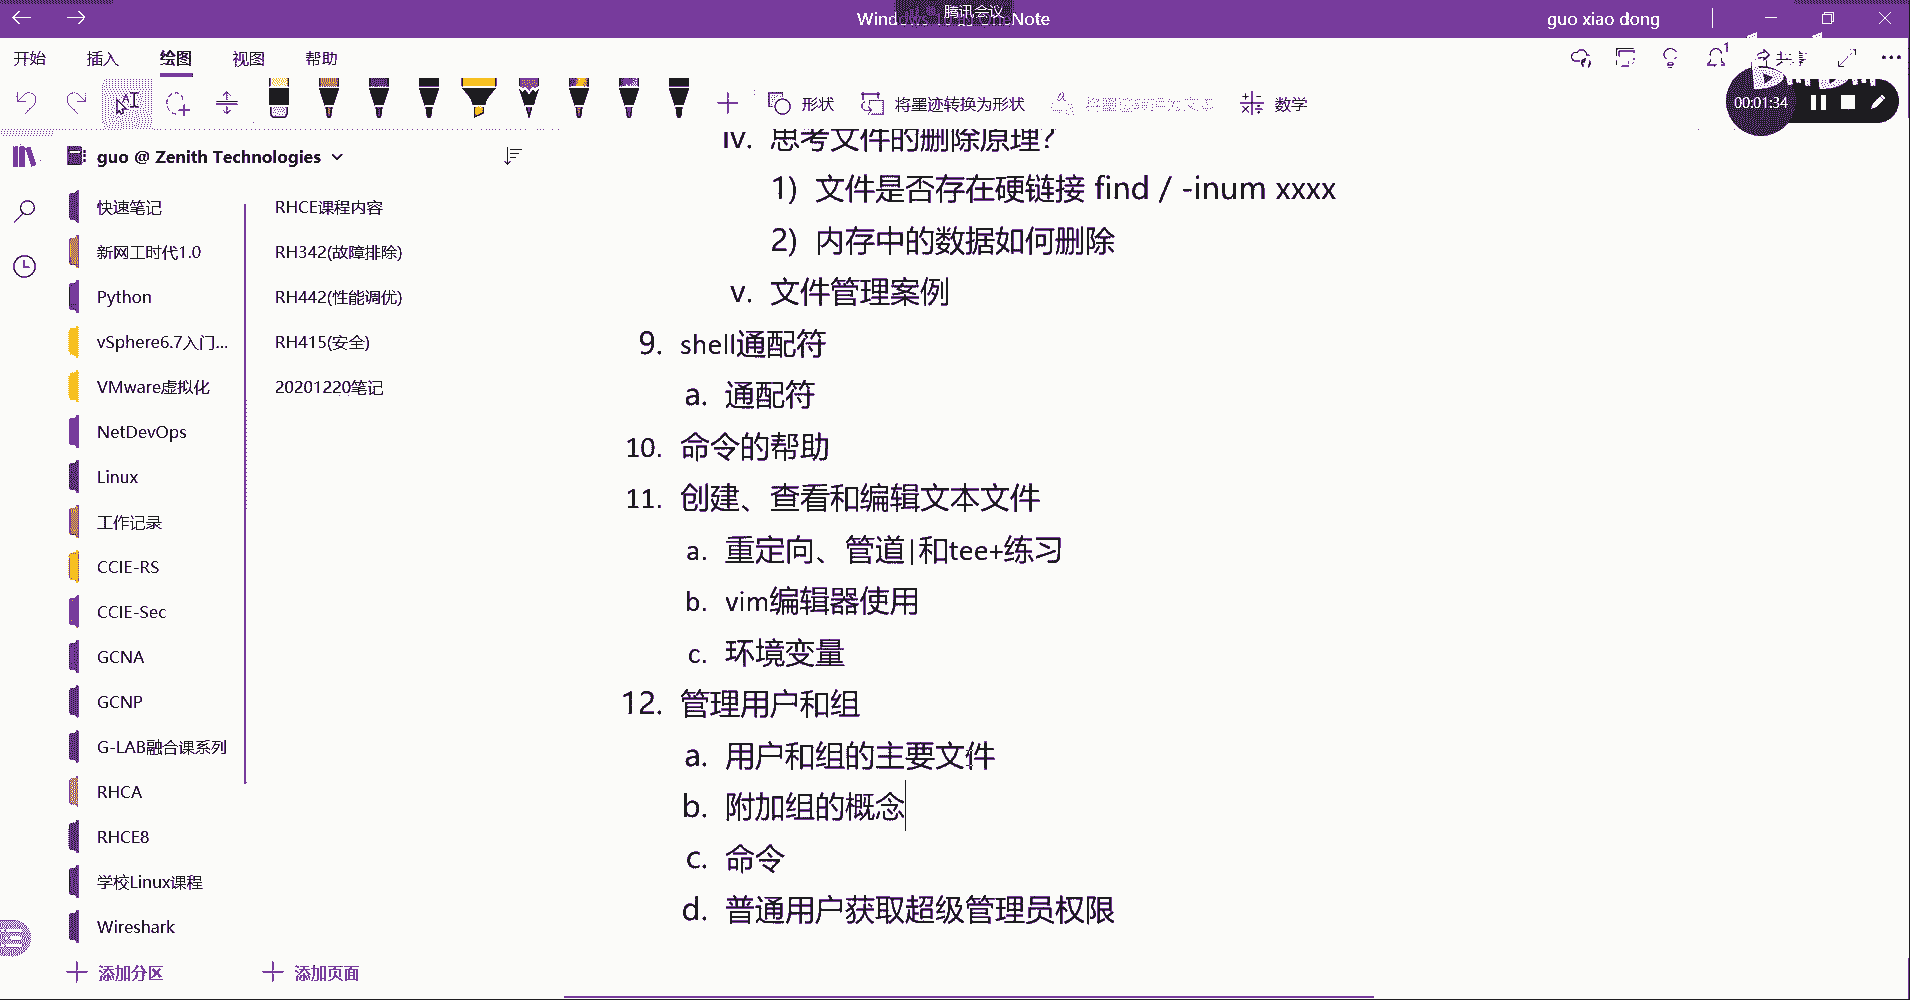 腾讯会议
guo xiao dong
开始 插入 绘图 视图 帮助
共享
形状 将墨迹转换为形状 数学
00:01:34
guo @ Zenith Technologies
快速笔记
新网工时代1.0
Python
vSphere6.7入门...
VMware虚拟化
NetDevOps
Linux
工作记录
CCIE-RS
CCIE-Sec
GCNA
GCNP
G-LAB融合课系列
RHCA
RHCE8
学校Linux课程
Wireshark
添加分区
RHCE课程内容
RH342(故障排除)
RH442(性能调优)
RH415(安全)
20201220笔记
添加页面
iv. 思考文件的删除原理?
1) 文件是否存在硬链接 find / -inum xxxx
2) 内存中的数据如何删除
v. 文件管理案例
9. shell通配符
a. 通配符
10. 命令的帮助
11. 创建、查看和编辑文本文件
a. 重定向、管道|和tee+练习
b. vim编辑器使用
c. 环境变量
12. 管理用户和组
a. 用户和组的主要文件
b. 附加组的概念
c. 命令
d. 普通用户获取超级管理员权限